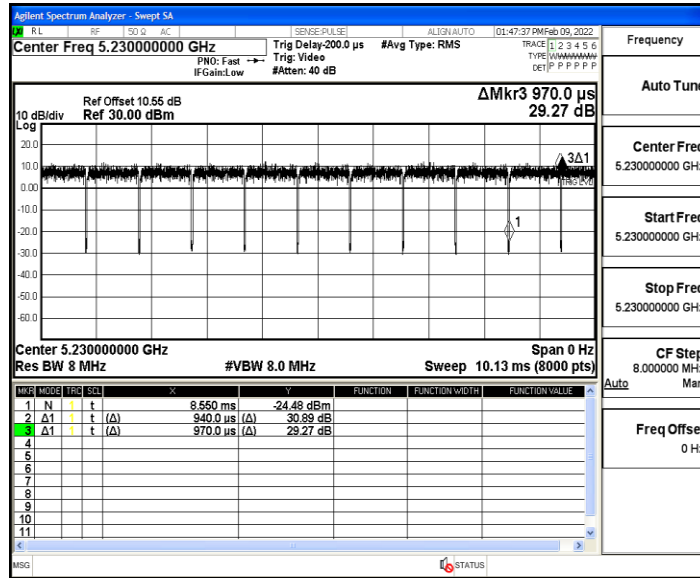 Agilent Spectrum Analyzer - Swept SA
RL RF 50 Ω AC SENSE:PULSE ALIGN AUTO 01:47:37 PM Feb 09, 2022
Center Freq 5.230000000 GHz
PNO: Fast
IFGain:Low
Trig Delay-200.0 µs
Trig: Video
#Atten: 40 dB
#Avg Type: RMS
TRACE 1 2 3 4 5 6
TYPE WWWWWW
DET P P P P P P
Ref Offset 10.55 dB
10 dB/div Ref 30.00 dBm
Log
ΔMkr3 970.0 µs
29.27 dB
20.0
10.0
0.00
-10.0
-20.0
-30.0
-40.0
-50.0
-60.0
3Δ1
TRIG LVL
1
Center 5.230000000 GHz Span 0 Hz
Res BW 8 MHz #VBW 8.0 MHz Sweep 10.13 ms (8000 pts)
MKR MODE TRC SCL X Y FUNCTION FUNCTION WIDTH FUNCTION VALUE
1 N 1 t 8.550 ms -24.48 dBm
2 Δ1 1 t (Δ) 940.0 µs (Δ) 30.89 dB
3 Δ1 1 t (Δ) 970.0 µs (Δ) 29.27 dB
4
5
6
7
8
9
10
11
MSG STATUS
Frequency
Auto Tune
Center Freq
5.230000000 GHz
Start Freq
5.230000000 GHz
Stop Freq
5.230000000 GHz
CF Step
8.000000 MHz
Auto Man
Freq Offset
0 Hz